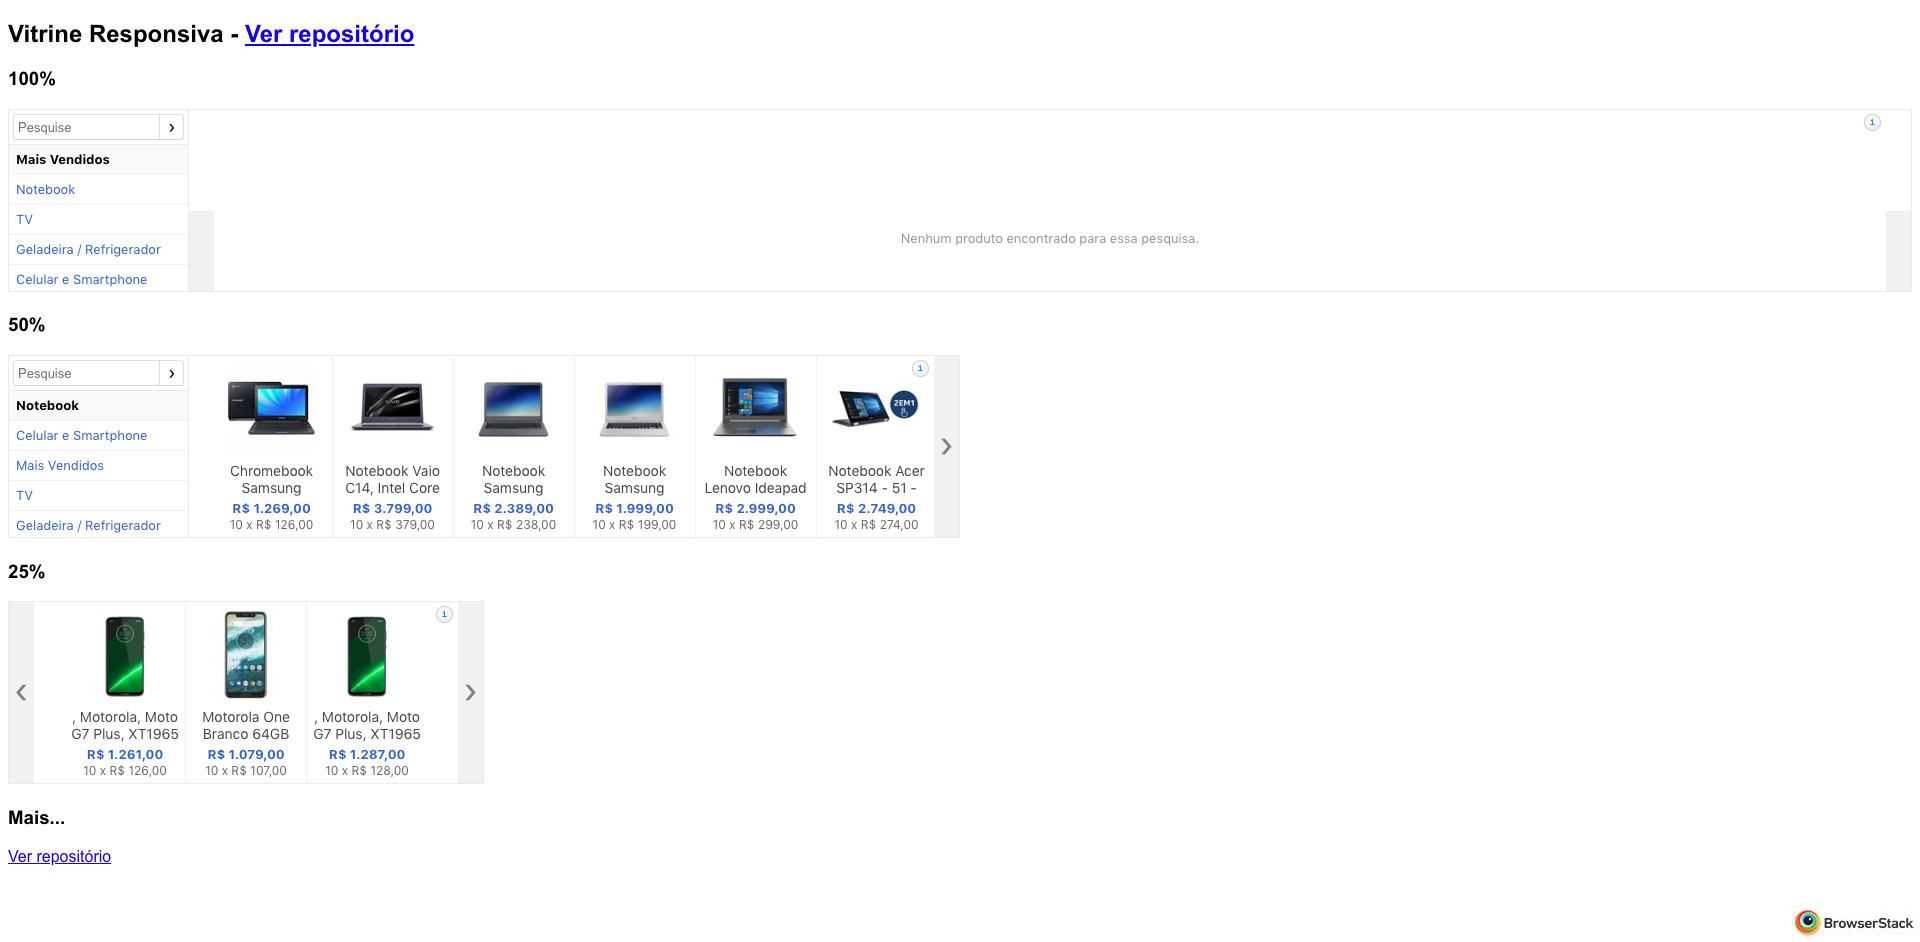 Vitrine Responsiva - Ver repositório
100%
Pesquise
Mais Vendidos
Notebook
TV
Geladeira / Refrigerador
Celular e Smartphone
i
Nenhum produto encontrado para essa pesquisa.
50%
Pesquise
Notebook
Celular e Smartphone
Mais Vendidos
TV
Geladeira / Refrigerador
Chromebook
Samsung
R$ 1.269,00
10 x R$ 126,00
VAIO
Notebook Vaio
C14, Intel Core
R$ 3.799,00
10 x R$ 379,00
Notebook
Samsung
R$ 2.389,00
10 x R$ 238,00
Notebook
Samsung
R$ 1.999,00
10 x R$ 199,00
Notebook
Lenovo Ideapad
R$ 2.999,00
10 x R$ 299,00
i
2EM1
Notebook Acer
SP314 - 51 -
R$ 2.749,00
10 x R$ 274,00
25%
, Motorola, Moto
G7 Plus, XT1965
R$ 1.261,00
10 x R$ 126,00
Motorola One
Branco 64GB
R$ 1.079,00
10 x R$ 107,00
i
, Motorola, Moto
G7 Plus, XT1965
R$ 1.287,00
10 x R$ 128,00
Mais...
Ver repositório
BrowserStack